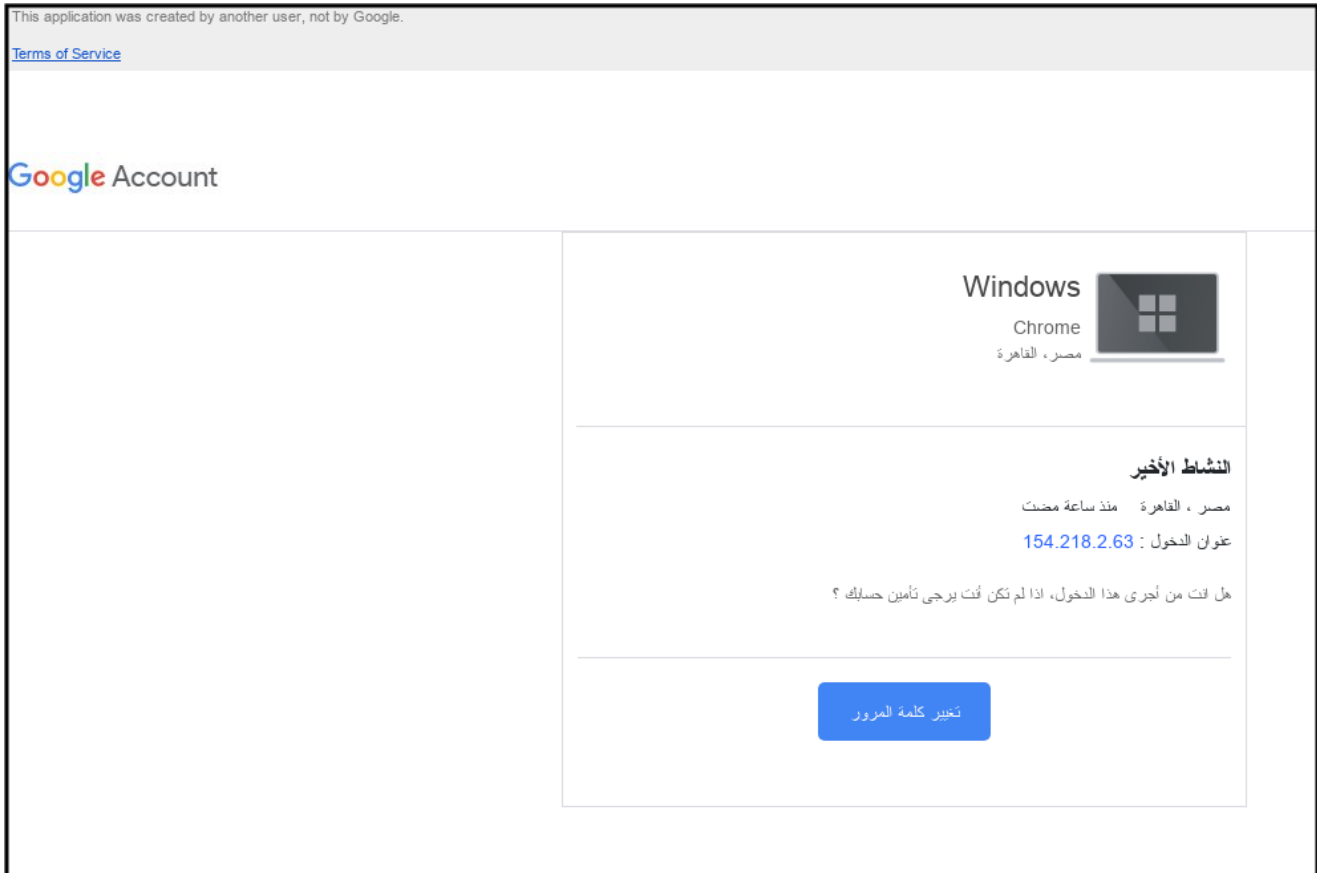 This application was created by another user, not by Google.
Terms of Service
Google Account
Windows
Chrome
مصر، القاهرة
النشاط الأخير
مصر ، القاهرة منذ ساعة مضت
عنوان الدخول : 154.218.2.63
هل انت من أجرى هذا الدخول، اذا لم تكن أنت يرجى تأمين حسابك ؟
تغيير كلمة المرور